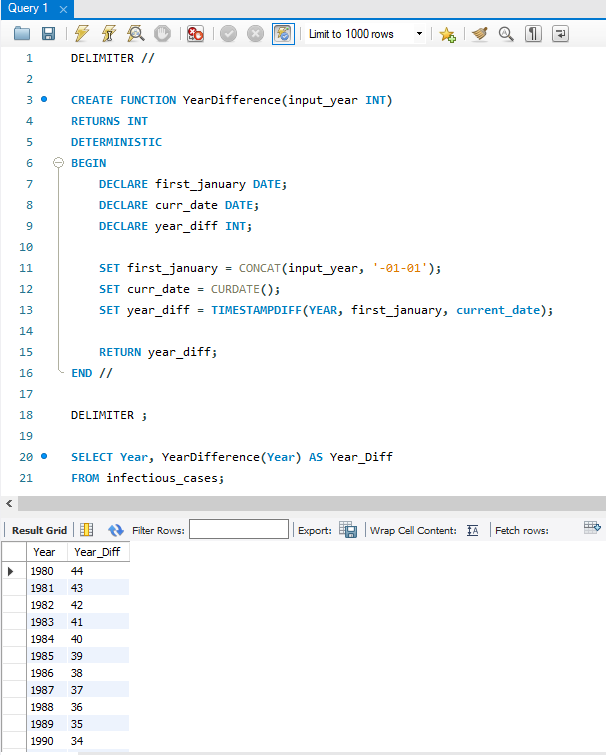 Query 1
Limit to 1000 rows
1 DELIMITER //
2
3 CREATE FUNCTION YearDifference(input_year INT)
4 RETURNS INT
5 DETERMINISTIC
6 BEGIN
7 DECLARE first_january DATE;
8 DECLARE curr_date DATE;
9 DECLARE year_diff INT;
10
11 SET first_january = CONCAT(input_year, '-01-01');
12 SET curr_date = CURDATE();
13 SET year_diff = TIMESTAMPDIFF(YEAR, first_january, current_date);
14
15 RETURN year_diff;
16 END //
17
18 DELIMITER ;
19
20 SELECT Year, YearDifference(Year) AS Year_Diff
21 FROM infectious_cases;
Result Grid Filter Rows: Export: Wrap Cell Content: Fetch rows:
Year Year_Diff
1980 44
1981 43
1982 42
1983 41
1984 40
1985 39
1986 38
1987 37
1988 36
1989 35
1990 34